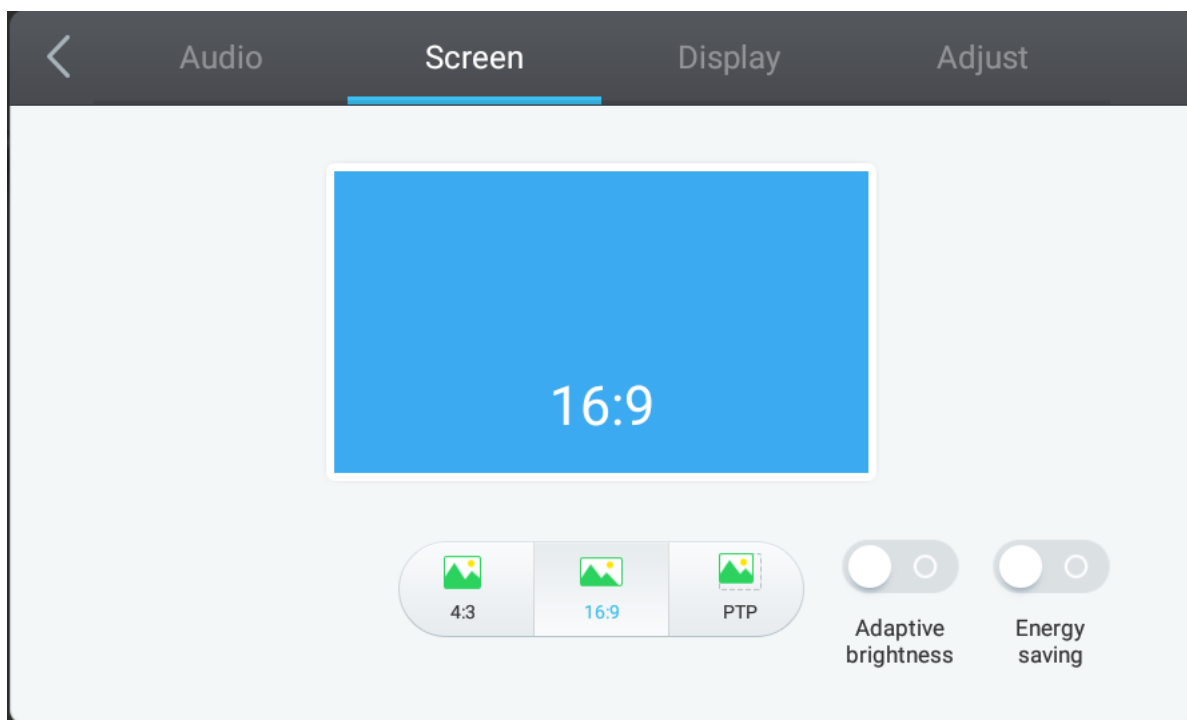 Audio Screen Display Adjust
16:9
4:3 16:9 PTP
Adaptive brightness
Energy saving